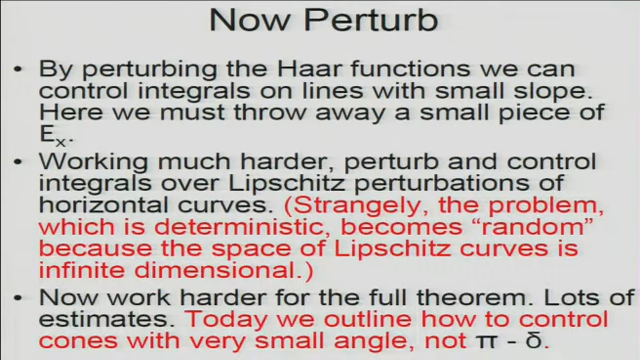 Now Perturb
• By perturbing the Haar functions we can
control integrals on lines with small slope.
Here we must throw away a small piece of
Eₓ.
• Working much harder, perturb and control
integrals over Lipschitz perturbations of
horizontal curves. (Strangely, the problem,
which is deterministic, becomes “random”
because the space of Lipschitz curves is
infinite dimensional.)
• Now work harder for the full theorem. Lots of
estimates. Today we outline how to control
cones with very small angle, not π - δ.